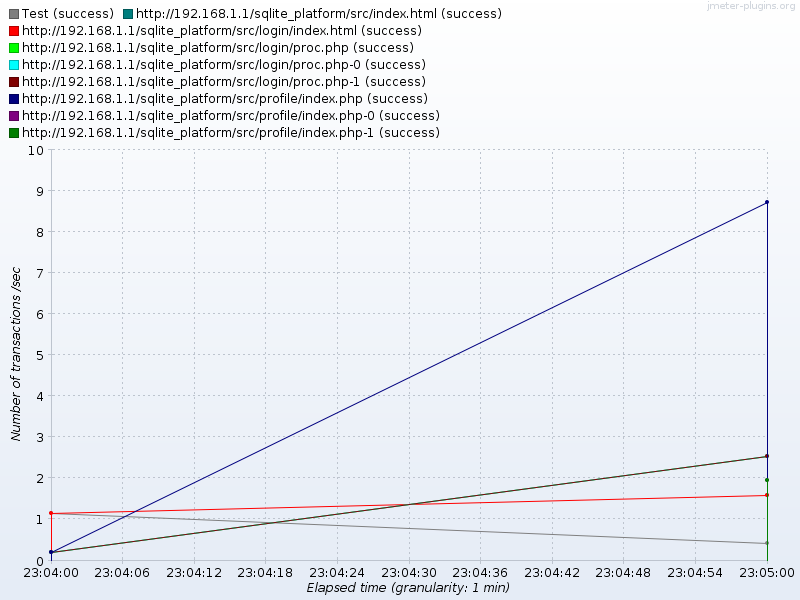 jmeter-plugins.org
Test (success) http://192.168.1.1/sqlite_platform/src/index.html (success)
http://192.168.1.1/sqlite_platform/src/login/index.html (success)
http://192.168.1.1/sqlite_platform/src/login/proc.php (success)
http://192.168.1.1/sqlite_platform/src/login/proc.php-0 (success)
http://192.168.1.1/sqlite_platform/src/login/proc.php-1 (success)
http://192.168.1.1/sqlite_platform/src/profile/index.php (success)
http://192.168.1.1/sqlite_platform/src/profile/index.php-0 (success)
http://192.168.1.1/sqlite_platform/src/profile/index.php-1 (success)
10
9
8
7
6
5
4
3
2
1
0
Number of transactions /sec
23:04:00 23:04:06 23:04:12 23:04:18 23:04:24 23:04:30 23:04:36 23:04:42 23:04:48 23:04:54 23:05:00
Elapsed time (granularity: 1 min)